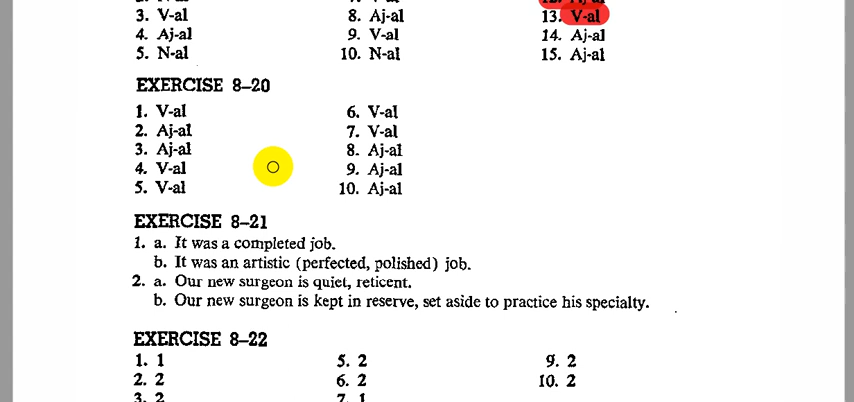 3. V-al 8. Aj-al 13. V-al
4. Aj-al 9. V-al 14. Aj-al
5. N-al 10. N-al 15. Aj-al
EXERCISE 8–20
1. V-al 6. V-al
2. Aj-al 7. V-al
3. Aj-al 8. Aj-al
4. V-al 9. Aj-al
5. V-al 10. Aj-al
EXERCISE 8–21
1. a. It was a completed job.
b. It was an artistic (perfected, polished) job.
2. a. Our new surgeon is quiet, reticent.
b. Our new surgeon is kept in reserve, set aside to practice his specialty.
EXERCISE 8–22
1. 1 5. 2 9. 2
2. 2 6. 2 10. 2
3. 2 7. 1